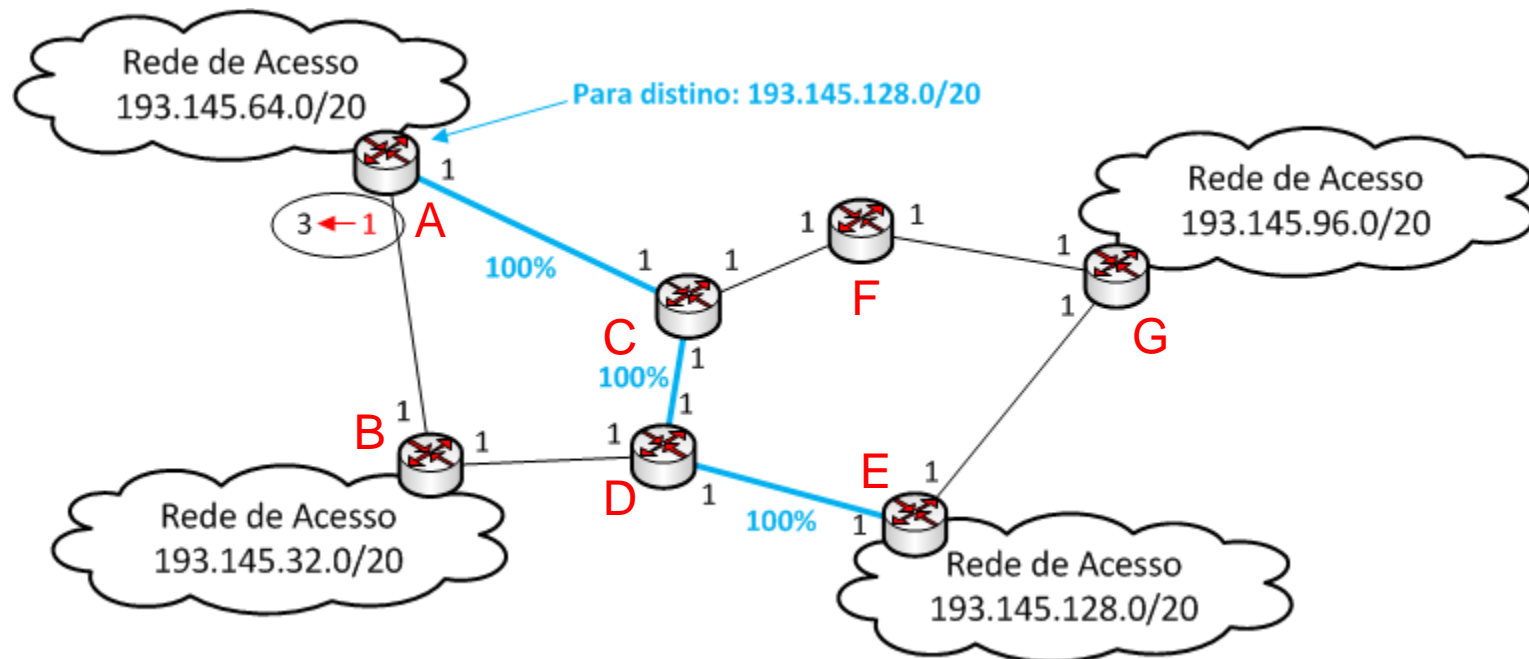 Rede de Acesso
193.145.64.0/20
Para distino: 193.145.128.0/20
1
A
3 1
Rede de Acesso
193.145.96.0/20
1
1
F
1
1
G
100%
1
1
C
1
100%
1
B
1
1
1
D
1
100%
E
1
1
Rede de Acesso
193.145.32.0/20
Rede de Acesso
193.145.128.0/20